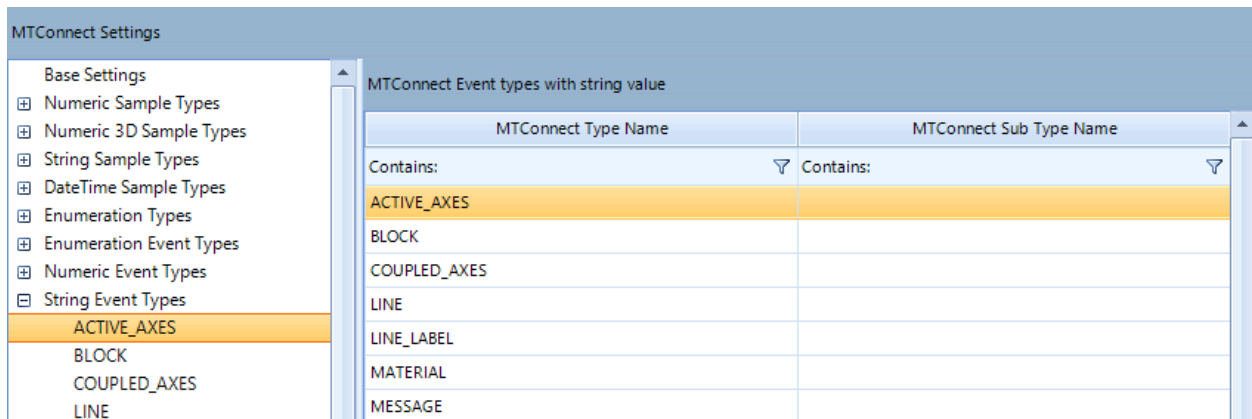 MTConnect Settings
Base Settings
Numeric Sample Types
Numeric 3D Sample Types
String Sample Types
DateTime Sample Types
Enumeration Types
Enumeration Event Types
Numeric Event Types
String Event Types
ACTIVE_AXES
BLOCK
COUPLED_AXES
LINE
MTConnect Event types with string value
MTConnect Type Name MTConnect Sub Type Name
Contains: Contains:
ACTIVE_AXES
BLOCK
COUPLED_AXES
LINE
LINE_LABEL
MATERIAL
MESSAGE